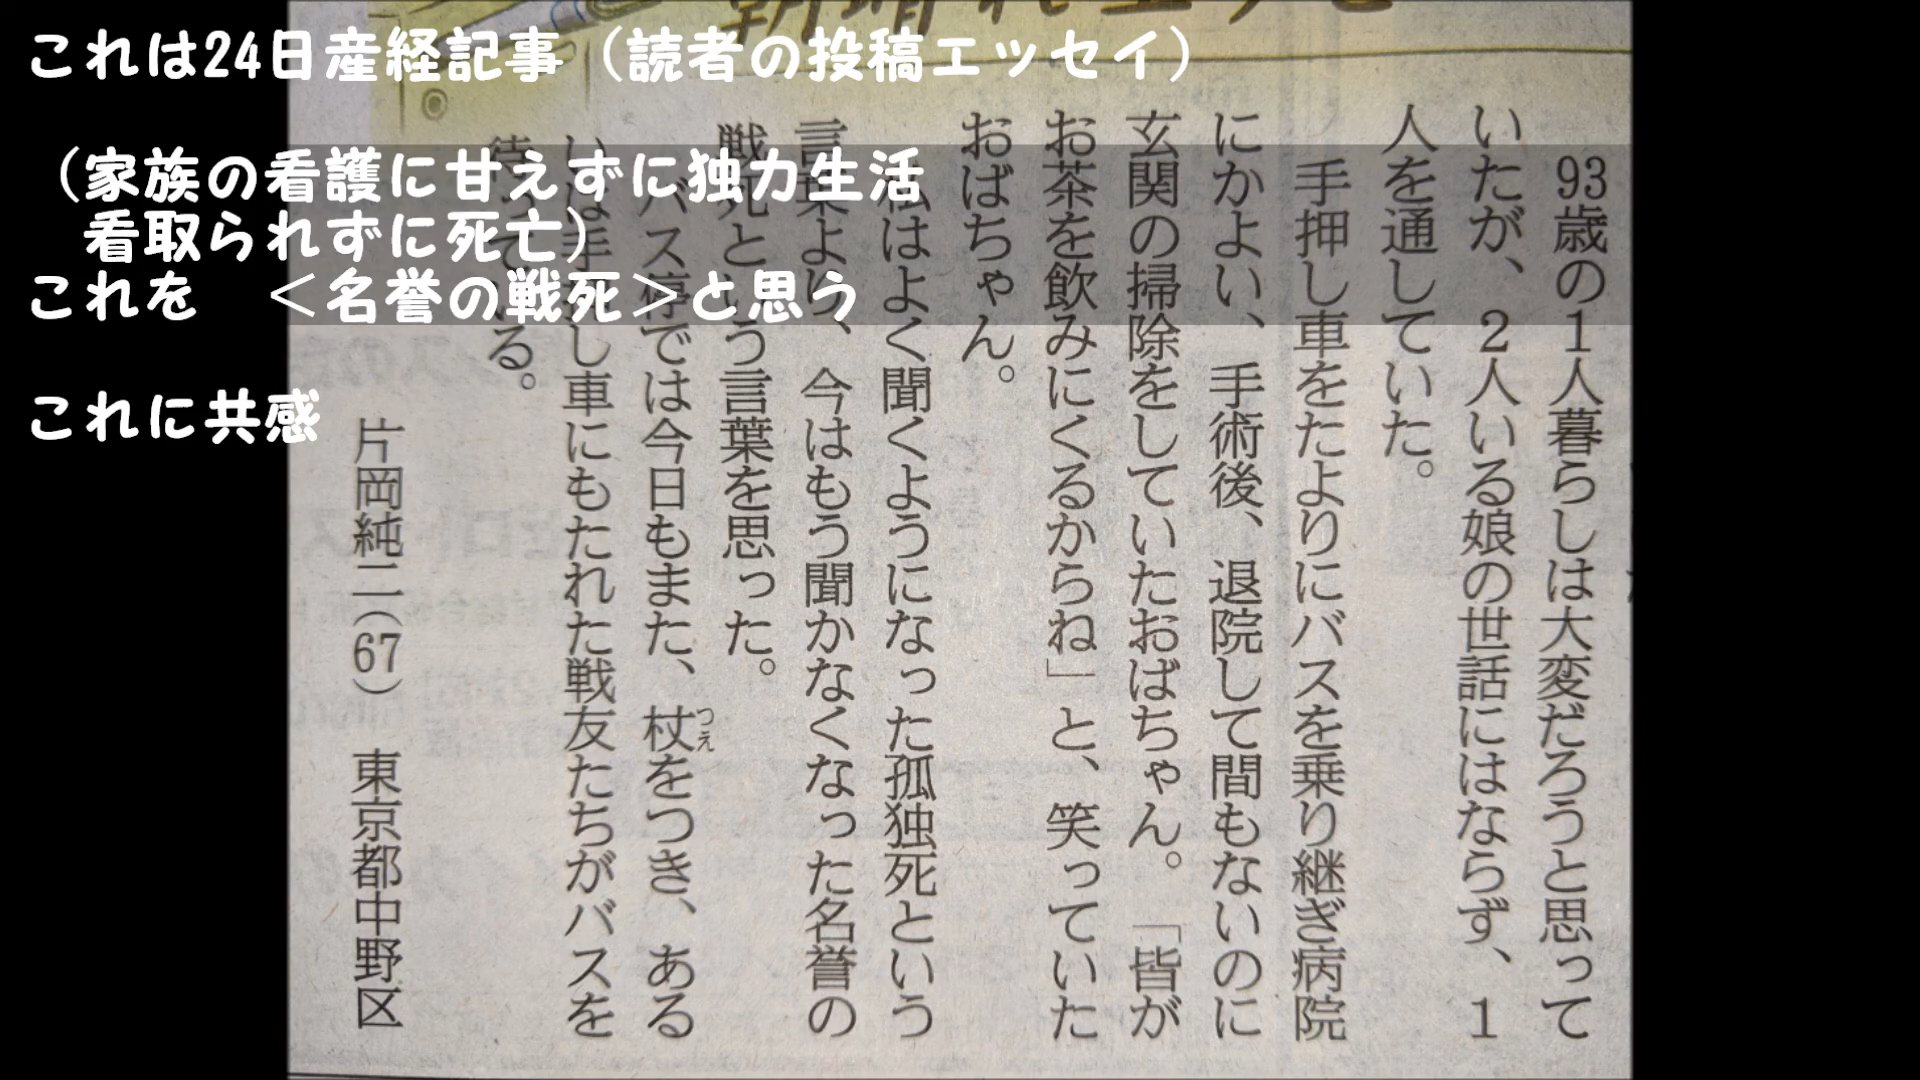 これは24日産経記事（読者の投稿エッセイ）
（家族の看護に甘えずに独力生活
看取られずに死亡）
これを　＜名誉の戦死＞と思う
これに共感
93歳の1人暮らしは大変だろうと思って
いたが、2人いる娘の世話にはならず、1
人を通していた。
手押し車をたよりにバスを乗り継ぎ病院
にかよい、手術後、退院して間もないのに
玄関の掃除をしていたおばちゃん。「皆が
お茶を飲みにくるからね」と、笑っていた
おばちゃん。
私はよく聞くようになった孤独死という
言葉より、今はもう聞かなくなった名誉の
戦死という言葉を思った。
バス停では今日もまた、杖をつき、ある
いは手押し車にもたれた戦友たちがバスを
待っている。
つえ
片岡純二（67）　東京都中野区